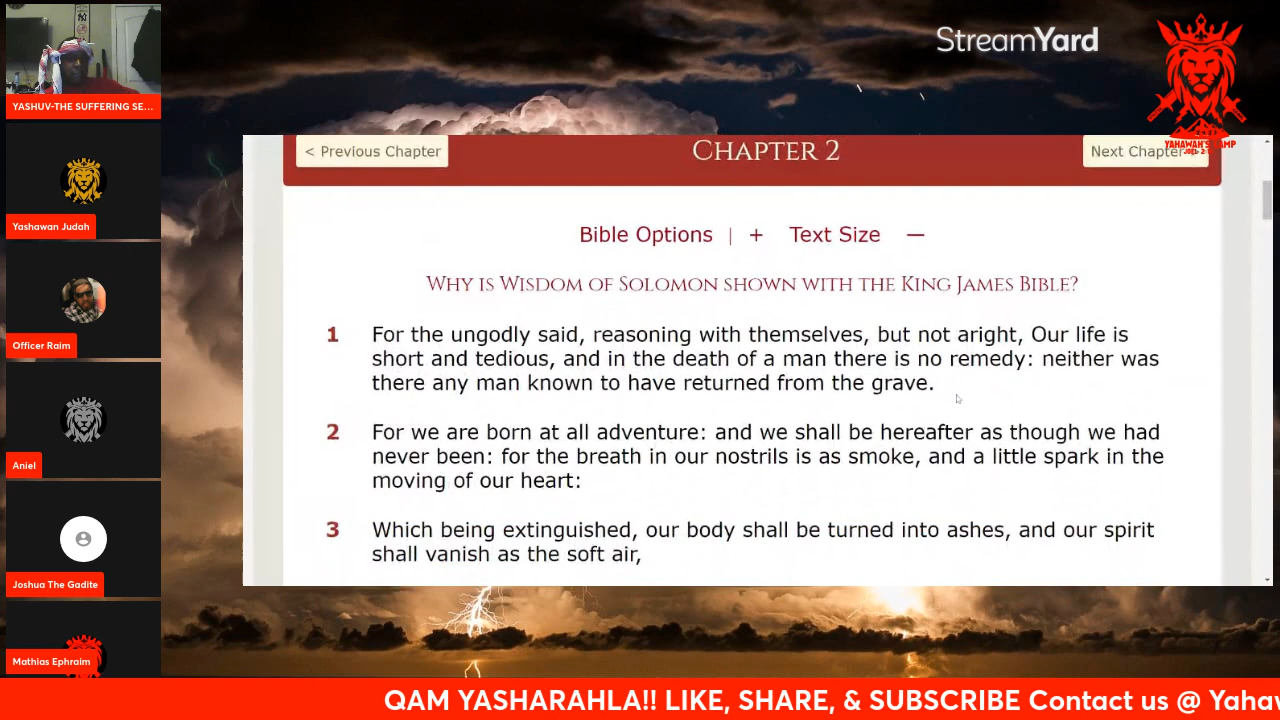 StreamYard
YAHAWAH'S CAMP
YASHUV-THE SUFFERING SE...
Yashawan Judah
Officer Raim
Aniel
Joshua The Gadite
Mathias Ephraim
< Previous Chapter
CHAPTER 2
Next Chapter
Bible Options | + Text Size —
WHY IS WISDOM OF SOLOMON SHOWN WITH THE KING JAMES BIBLE?
1 For the ungodly said, reasoning with themselves, but not aright, Our life is
short and tedious, and in the death of a man there is no remedy: neither was
there any man known to have returned from the grave.
2 For we are born at all adventure: and we shall be hereafter as though we had
never been: for the breath in our nostrils is as smoke, and a little spark in the
moving of our heart:
3 Which being extinguished, our body shall be turned into ashes, and our spirit
shall vanish as the soft air,
QAM YASHARAHLA!! LIKE, SHARE, & SUBSCRIBE Contact us @ Yahaw